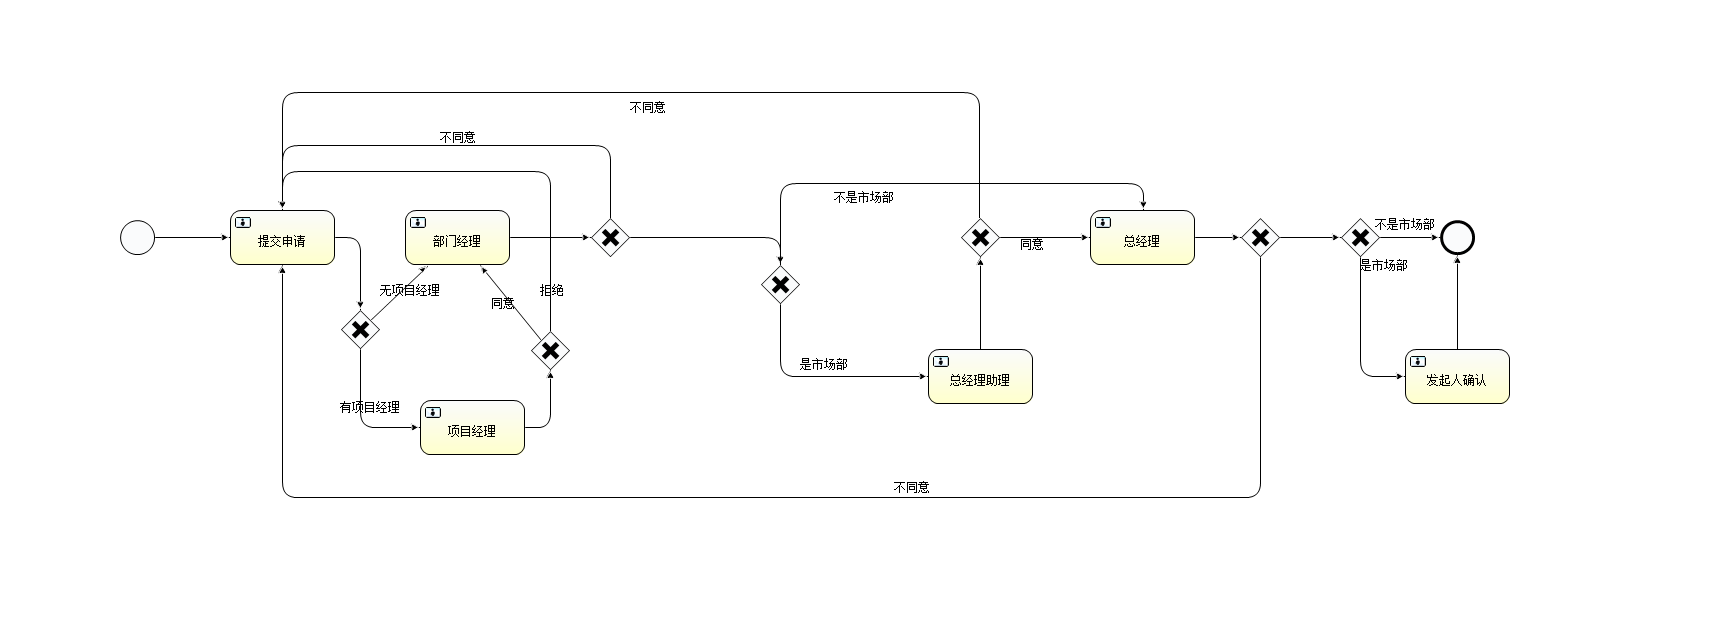 不同意
不同意
不是市场部
提交申请
部门经理
同意
总经理
不是市场部
是市场部
无项目经理
同意
拒绝
是市场部
总经理助理
发起人确认
有项目经理
项目经理
不同意